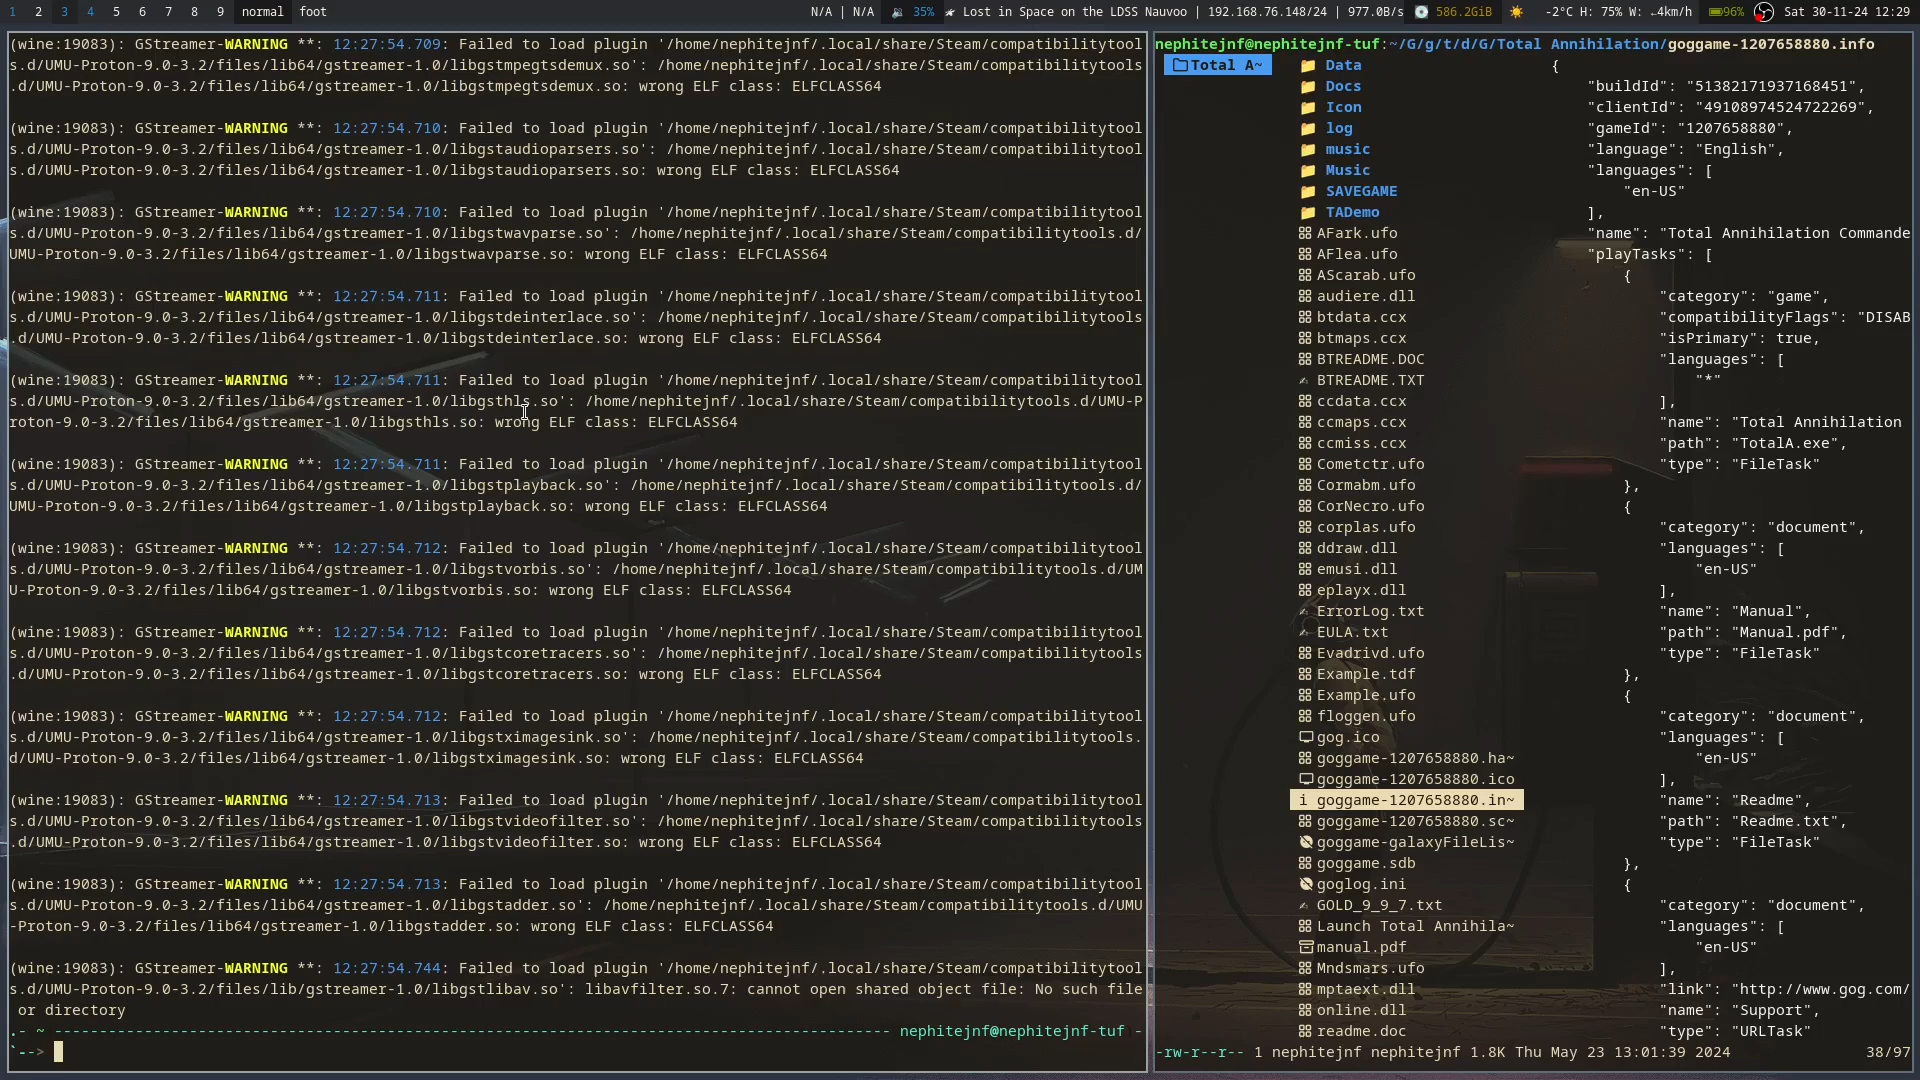 1 2 3 4 5 6 7 8 9 normal foot N/A | N/A 35% Lost in Space on the LDSS Nauvoo | 192.168.76.148/24 | 977.0B/s 586.2GiB -2°C H: 75% W: ←4km/h 96% Sat 30-11-24 12:29
(wine:19083): GStreamer-WARNING **: 12:27:54.709: Failed to load plugin '/home/nephitejnf/.local/share/Steam/compatibilitytool
s.d/UMU-Proton-9.0-3.2/files/lib64/gstreamer-1.0/libgstmpegtsdemux.so': /home/nephitejnf/.local/share/Steam/compatibilitytools
.d/UMU-Proton-9.0-3.2/files/lib64/gstreamer-1.0/libgstmpegtsdemux.so: wrong ELF class: ELFCLASS64
(wine:19083): GStreamer-WARNING **: 12:27:54.710: Failed to load plugin '/home/nephitejnf/.local/share/Steam/compatibilitytool
s.d/UMU-Proton-9.0-3.2/files/lib64/gstreamer-1.0/libgstaudioparsers.so': /home/nephitejnf/.local/share/Steam/compatibilitytool
s.d/UMU-Proton-9.0-3.2/files/lib64/gstreamer-1.0/libgstaudioparsers.so: wrong ELF class: ELFCLASS64
(wine:19083): GStreamer-WARNING **: 12:27:54.710: Failed to load plugin '/home/nephitejnf/.local/share/Steam/compatibilitytool
s.d/UMU-Proton-9.0-3.2/files/lib64/gstreamer-1.0/libgstwavparse.so': /home/nephitejnf/.local/share/Steam/compatibilitytools.d/
UMU-Proton-9.0-3.2/files/lib64/gstreamer-1.0/libgstwavparse.so: wrong ELF class: ELFCLASS64
(wine:19083): GStreamer-WARNING **: 12:27:54.711: Failed to load plugin '/home/nephitejnf/.local/share/Steam/compatibilitytool
s.d/UMU-Proton-9.0-3.2/files/lib64/gstreamer-1.0/libgstdeinterlace.so': /home/nephitejnf/.local/share/Steam/compatibilitytools
.d/UMU-Proton-9.0-3.2/files/lib64/gstreamer-1.0/libgstdeinterlace.so: wrong ELF class: ELFCLASS64
(wine:19083): GStreamer-WARNING **: 12:27:54.711: Failed to load plugin '/home/nephitejnf/.local/share/Steam/compatibilitytool
s.d/UMU-Proton-9.0-3.2/files/lib64/gstreamer-1.0/libgsthls.so': /home/nephitejnf/.local/share/Steam/compatibilitytools.d/UMU-P
roton-9.0-3.2/files/lib64/gstreamer-1.0/libgsthls.so: wrong ELF class: ELFCLASS64
(wine:19083): GStreamer-WARNING **: 12:27:54.711: Failed to load plugin '/home/nephitejnf/.local/share/Steam/compatibilitytool
s.d/UMU-Proton-9.0-3.2/files/lib64/gstreamer-1.0/libgstplayback.so': /home/nephitejnf/.local/share/Steam/compatibilitytools.d/
UMU-Proton-9.0-3.2/files/lib64/gstreamer-1.0/libgstplayback.so: wrong ELF class: ELFCLASS64
(wine:19083): GStreamer-WARNING **: 12:27:54.712: Failed to load plugin '/home/nephitejnf/.local/share/Steam/compatibilitytool
s.d/UMU-Proton-9.0-3.2/files/lib64/gstreamer-1.0/libgstvorbis.so': /home/nephitejnf/.local/share/Steam/compatibilitytools.d/UM
U-Proton-9.0-3.2/files/lib64/gstreamer-1.0/libgstvorbis.so: wrong ELF class: ELFCLASS64
(wine:19083): GStreamer-WARNING **: 12:27:54.712: Failed to load plugin '/home/nephitejnf/.local/share/Steam/compatibilitytool
s.d/UMU-Proton-9.0-3.2/files/lib64/gstreamer-1.0/libgstcoretracers.so': /home/nephitejnf/.local/share/Steam/compatibilitytools
.d/UMU-Proton-9.0-3.2/files/lib64/gstreamer-1.0/libgstcoretracers.so: wrong ELF class: ELFCLASS64
(wine:19083): GStreamer-WARNING **: 12:27:54.712: Failed to load plugin '/home/nephitejnf/.local/share/Steam/compatibilitytool
s.d/UMU-Proton-9.0-3.2/files/lib64/gstreamer-1.0/libgstximagesink.so': /home/nephitejnf/.local/share/Steam/compatibilitytools.
d/UMU-Proton-9.0-3.2/files/lib64/gstreamer-1.0/libgstximagesink.so: wrong ELF class: ELFCLASS64
(wine:19083): GStreamer-WARNING **: 12:27:54.713: Failed to load plugin '/home/nephitejnf/.local/share/Steam/compatibilitytool
s.d/UMU-Proton-9.0-3.2/files/lib64/gstreamer-1.0/libgstvideofilter.so': /home/nephitejnf/.local/share/Steam/compatibilitytools
.d/UMU-Proton-9.0-3.2/files/lib64/gstreamer-1.0/libgstvideofilter.so: wrong ELF class: ELFCLASS64
(wine:19083): GStreamer-WARNING **: 12:27:54.713: Failed to load plugin '/home/nephitejnf/.local/share/Steam/compatibilitytool
s.d/UMU-Proton-9.0-3.2/files/lib64/gstreamer-1.0/libgstadder.so': /home/nephitejnf/.local/share/Steam/compatibilitytools.d/UMU
-Proton-9.0-3.2/files/lib64/gstreamer-1.0/libgstadder.so: wrong ELF class: ELFCLASS64
(wine:19083): GStreamer-WARNING **: 12:27:54.744: Failed to load plugin '/home/nephitejnf/.local/share/Steam/compatibilitytool
s.d/UMU-Proton-9.0-3.2/files/lib/gstreamer-1.0/libgstlibav.so': libavfilter.so.7: cannot open shared object file: No such file
or directory
.- ~ --------------------------------------------------------------------------------------------- nephitejnf@nephitejnf-tuf -
`-->
nephitejnf@nephitejnf-tuf:~/G/g/t/d/G/Total Annihilation/goggame-1207658880.info
Total A~
Data
Docs
Icon
log
music
Music
SAVEGAME
TADemo
AFark.ufo
AFlea.ufo
AScarab.ufo
audiere.dll
btdata.ccx
btmaps.ccx
BTREADME.DOC
BTREADME.TXT
ccdata.ccx
ccmaps.ccx
ccmiss.ccx
Cometctr.ufo
Cormabm.ufo
CorNecro.ufo
corplas.ufo
ddraw.dll
emusi.dll
eplayx.dll
ErrorLog.txt
EULA.txt
Evadrivd.ufo
Example.tdf
Example.ufo
floggen.ufo
gog.ico
goggame-1207658880.ha~
goggame-1207658880.ico
i goggame-1207658880.in~
goggame-1207658880.sc~
goggame-galaxyFileLis~
goggame.sdb
goglog.ini
GOLD_9_9_7.txt
Launch Total Annihila~
manual.pdf
Mndsmars.ufo
mptaext.dll
online.dll
readme.doc
{
"buildId": "51382171937168451",
"clientId": "49108974524722269",
"gameId": "1207658880",
"language": "English",
"languages": [
"en-US"
],
"name": "Total Annihilation Commande
"playTasks": [
{
"category": "game",
"compatibilityFlags": "DISAB
"isPrimary": true,
"languages": [
"*"
],
"name": "Total Annihilation
"path": "TotalA.exe",
"type": "FileTask"
},
{
"category": "document",
"languages": [
"en-US"
],
"name": "Manual",
"path": "Manual.pdf",
"type": "FileTask"
},
{
"category": "document",
"languages": [
"en-US"
],
"name": "Readme",
"path": "Readme.txt",
"type": "FileTask"
},
{
"category": "document",
"languages": [
"en-US"
],
"link": "http://www.gog.com/
"name": "Support",
"type": "URLTask"
-rw-r--r-- 1 nephitejnf nephitejnf 1.8K Thu May 23 13:01:39 2024 38/97